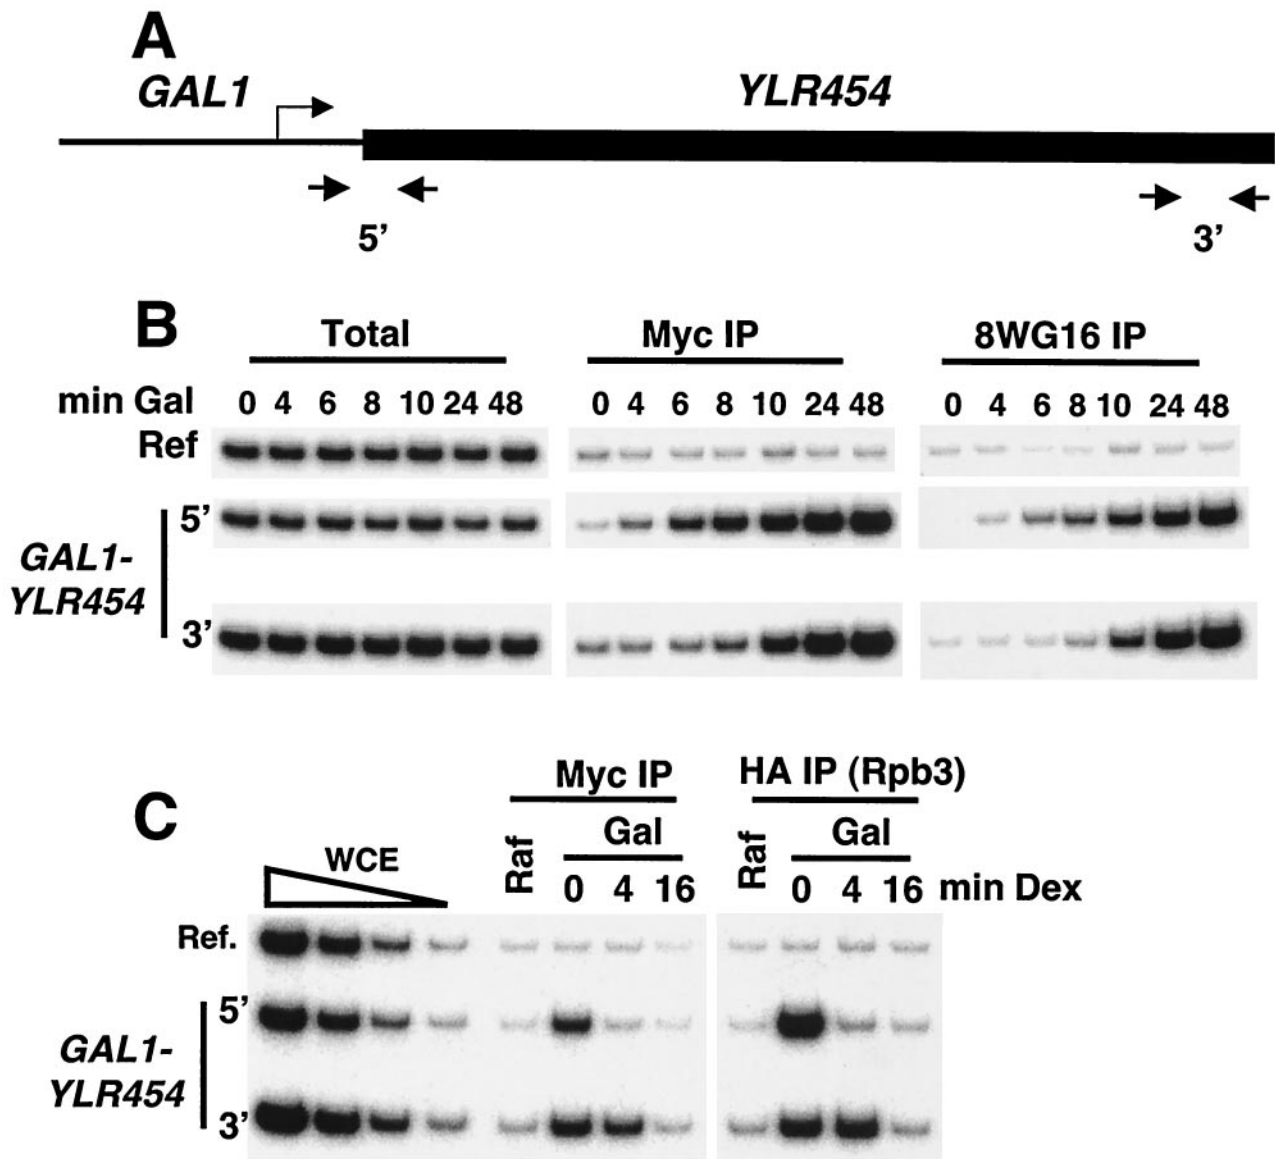 A
GAL1 YLR454
5’ 3’
B
Total Myc IP 8WG16 IP
min Gal 0 4 6 8 10 24 48 0 4 6 8 10 24 48 0 4 6 8 10 24 48
Ref
5’
GAL1-
YLR454
3’
C
Myc IP HA IP (Rpb3)
WCE Raf Gal Raf Gal
0 4 16 0 4 16 min Dex
Ref.
5’
GAL1-
YLR454
3’